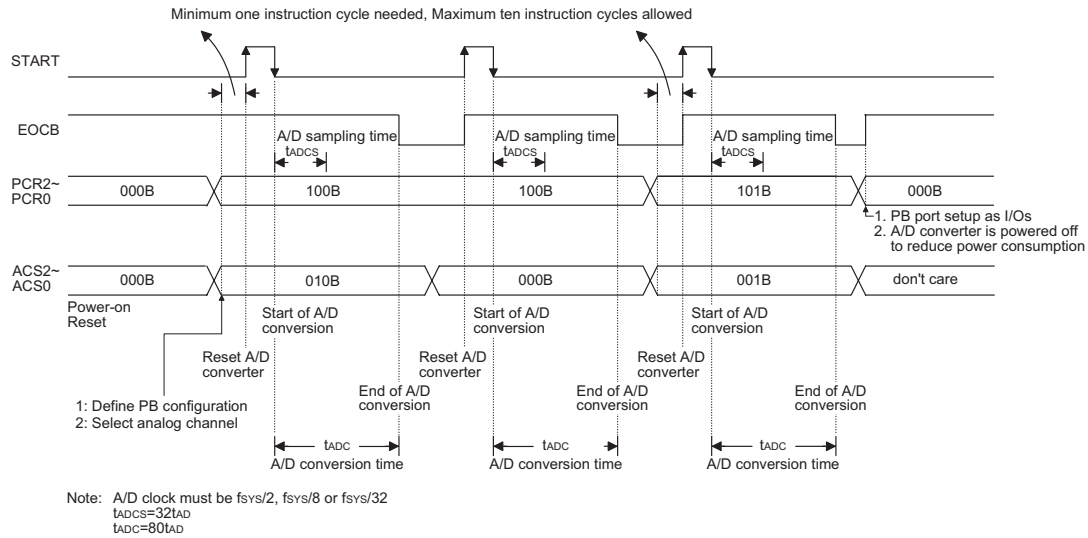 Minimum one instruction cycle needed, Maximum ten instruction cycles allowed
START
EOCB
A/D sampling time
tADCS
A/D sampling time
tADCS
A/D sampling time
tADCS
PCR2~
PCR0
000B
100B
100B
101B
000B
1. PB port setup as I/Os
2. A/D converter is powered off
to reduce power consumption
ACS2~
ACS0
000B
010B
000B
001B
don't care
Power-on
Reset
Start of A/D
conversion
Start of A/D
conversion
Start of A/D
conversion
Reset A/D
converter
Reset A/D
converter
Reset A/D
converter
1: Define PB configuration
2: Select analog channel
End of A/D
conversion
End of A/D
conversion
End of A/D
conversion
tADC
A/D conversion time
tADC
A/D conversion time
tADC
A/D conversion time
Note: A/D clock must be fSYS/2, fSYS/8 or fSYS/32
tADCS=32tAD
tADC=80tAD